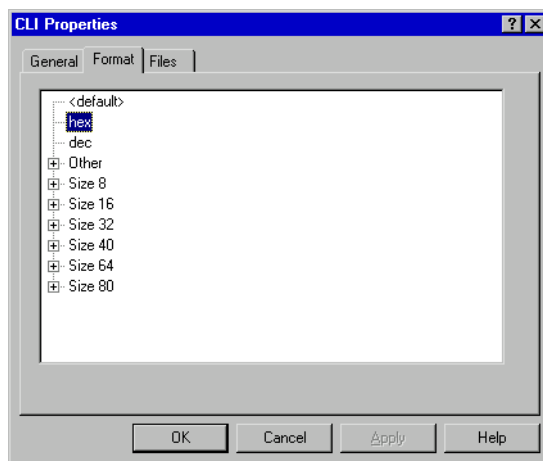 CLI Properties
General Format Files
<default>
hex
dec
Other
Size 8
Size 16
Size 32
Size 40
Size 64
Size 80
OK Cancel Apply Help